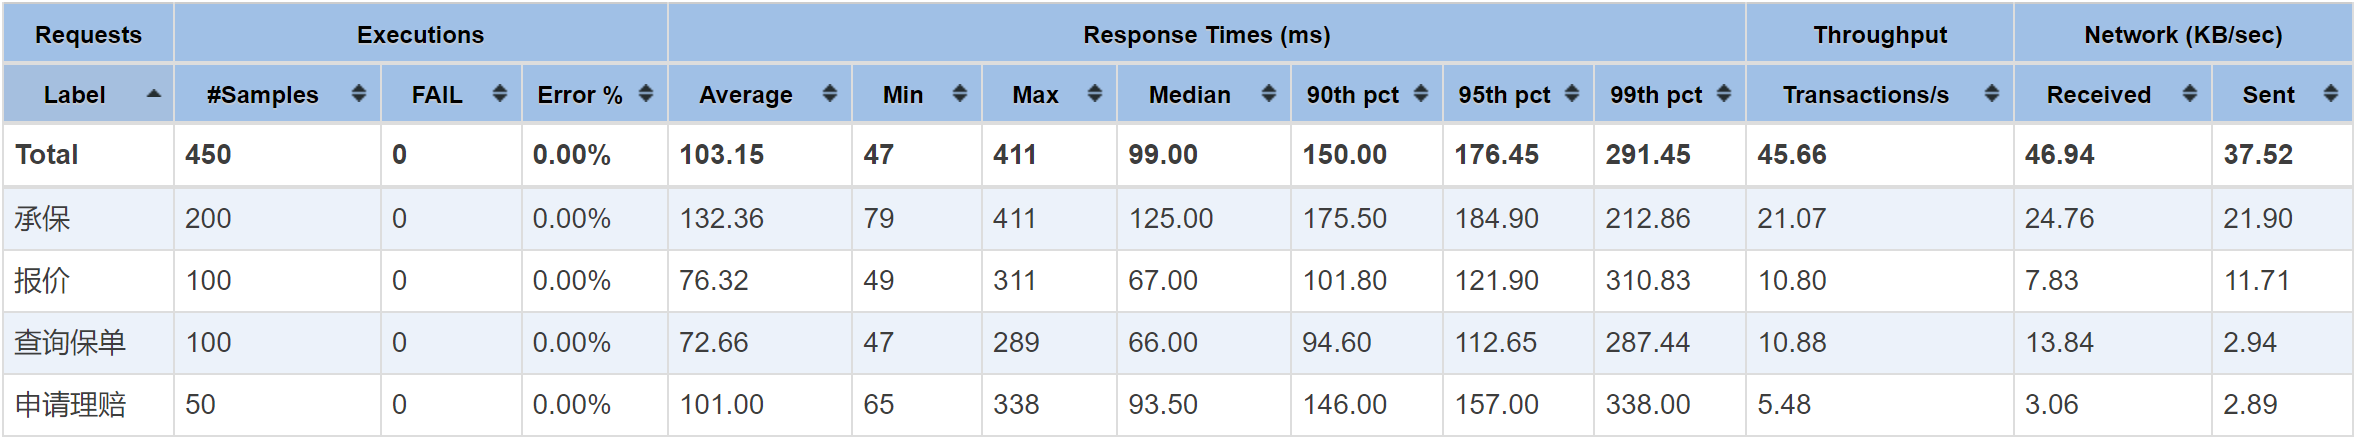 Requests Executions Response Times (ms) Throughput Network (KB/sec)
Label #Samples FAIL Error % Average Min Max Median 90th pct 95th pct 99th pct Transactions/s Received Sent
Total 450 0 0.00% 103.15 47 411 99.00 150.00 176.45 291.45 45.66 46.94 37.52
承保 200 0 0.00% 132.36 79 411 125.00 175.50 184.90 212.86 21.07 24.76 21.90
报价 100 0 0.00% 76.32 49 311 67.00 101.80 121.90 310.83 10.80 7.83 11.71
查询保单 100 0 0.00% 72.66 47 289 66.00 94.60 112.65 287.44 10.88 13.84 2.94
申请理赔 50 0 0.00% 101.00 65 338 93.50 146.00 157.00 338.00 5.48 3.06 2.89